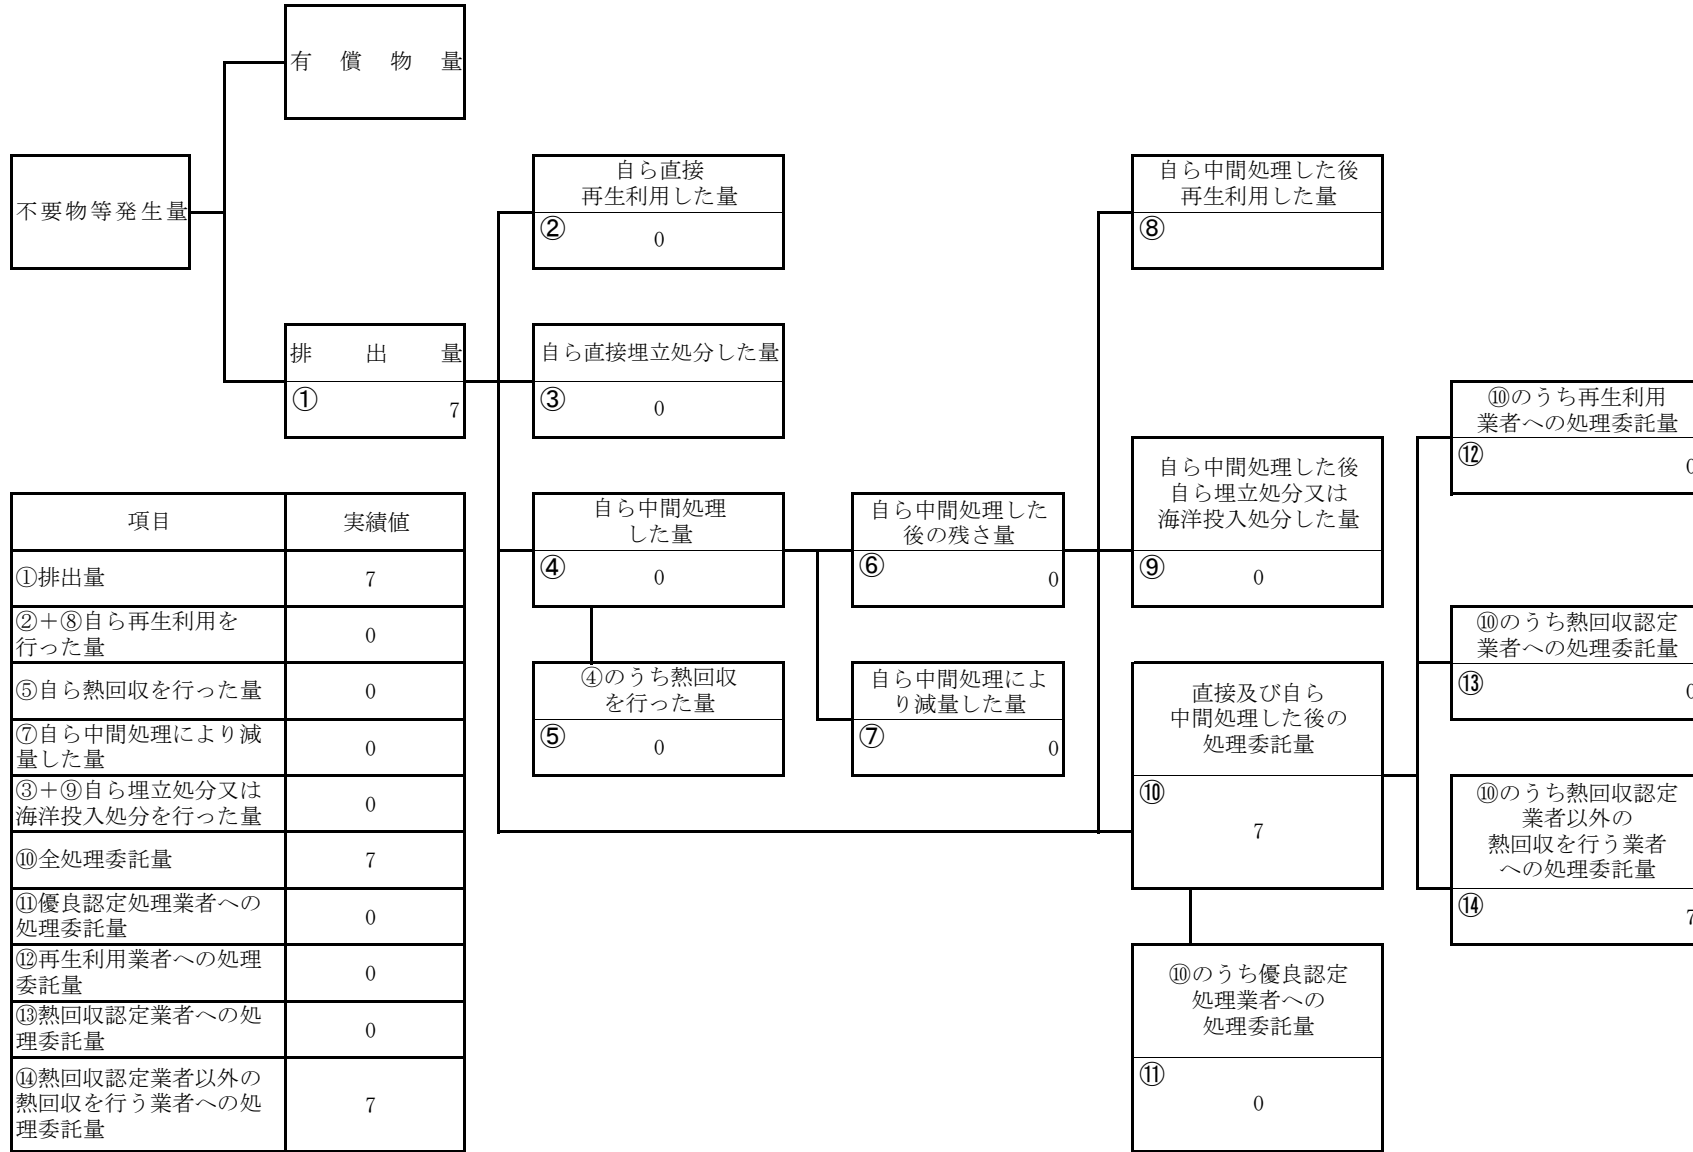 有償物量
不要物等発生量
自ら直接
再生利用した量
② 0
自ら中間処理した後
再生利用した量
⑧
排出量
① 7
自ら直接埋立処分した量
③ 0
⑩のうち再生利用
業者への処理委託量
⑫ 0
自ら中間処理
した量
④ 0
自ら中間処理した
後の残さ量
⑥ 0
自ら中間処理した後
自ら埋立処分又は
海洋投入処分した量
⑨ 0
④のうち熱回収
を行った量
⑤ 0
自ら中間処理によ
り減量した量
⑦ 0
直接及び自ら
中間処理した後の
処理委託量
⑩
7
⑩のうち熱回収認定
業者への処理委託量
⑬ 0
⑩のうち熱回収認定
業者以外の
熱回収を行う業者
への処理委託量
⑭ 7
⑩のうち優良認定
処理業者への
処理委託量
⑪
0
項目 実績値
①排出量 7
②＋⑧自ら再生利用を
行った量 0
⑤自ら熱回収を行った量 0
⑦自ら中間処理により減
量した量 0
③＋⑨自ら埋立処分又は
海洋投入処分を行った量 0
⑩全処理委託量 7
⑪優良認定処理業者への
処理委託量 0
⑫再生利用業者への処理
委託量 0
⑬熱回収認定業者への処
理委託量 0
⑭熱回収認定業者以外の
熱回収を行う業者への処 7
理委託量